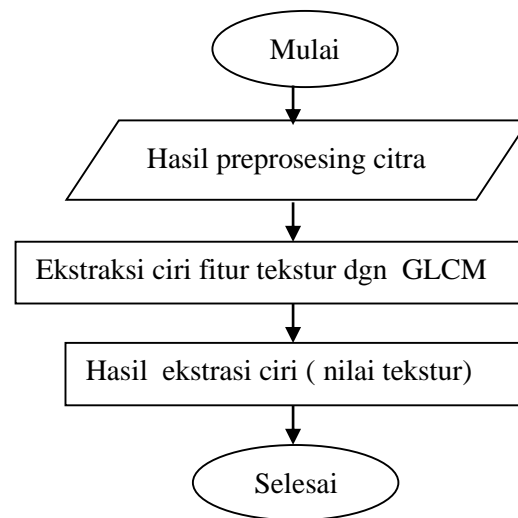 Mulai
Hasil preprosesing citra
Ekstraksi ciri fitur tekstur dgn GLCM
Hasil ekstrasi ciri ( nilai tekstur)
Selesai